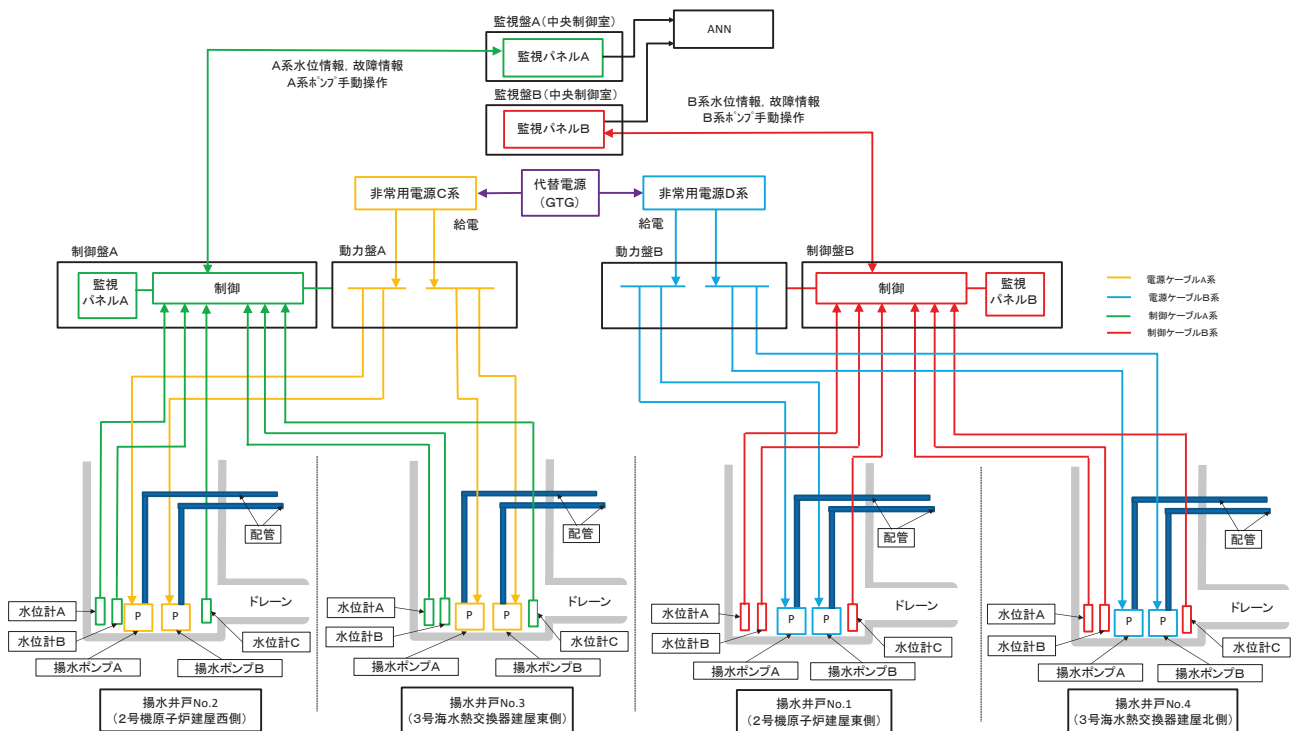 監視盤A(中央制御室)
監視パネルA
ANN
A系水位情報, 故障情報
A系ポンプ手動操作
監視盤B(中央制御室)
監視パネルB
B系水位情報, 故障情報
B系ポンプ手動操作
非常用電源C系
代替電源
(GTG)
非常用電源D系
給電
給電
制御盤A
動力盤A
動力盤B
制御盤B
監視
パネルA
制御
制御
監視
パネルB
電源ケーブルA系
電源ケーブルB系
制御ケーブルA系
制御ケーブルB系
配管
配管
配管
配管
水位計A
P
P
ドレーン
水位計B
水位計C
揚水ポンプA
揚水ポンプB
水位計A
P
P
ドレーン
水位計B
水位計C
揚水ポンプA
揚水ポンプB
水位計A
P
P
ドレーン
水位計B
水位計C
揚水ポンプA
揚水ポンプB
水位計A
P
P
ドレーン
水位計B
水位計C
揚水ポンプA
揚水ポンプB
揚水井戸No.2
(2号機原子炉建屋西側)
揚水井戸No.3
(3号海水熱交換器建屋東側)
揚水井戸No.1
(2号機原子炉建屋東側)
揚水井戸No.4
(3号海水熱交換器建屋北側)